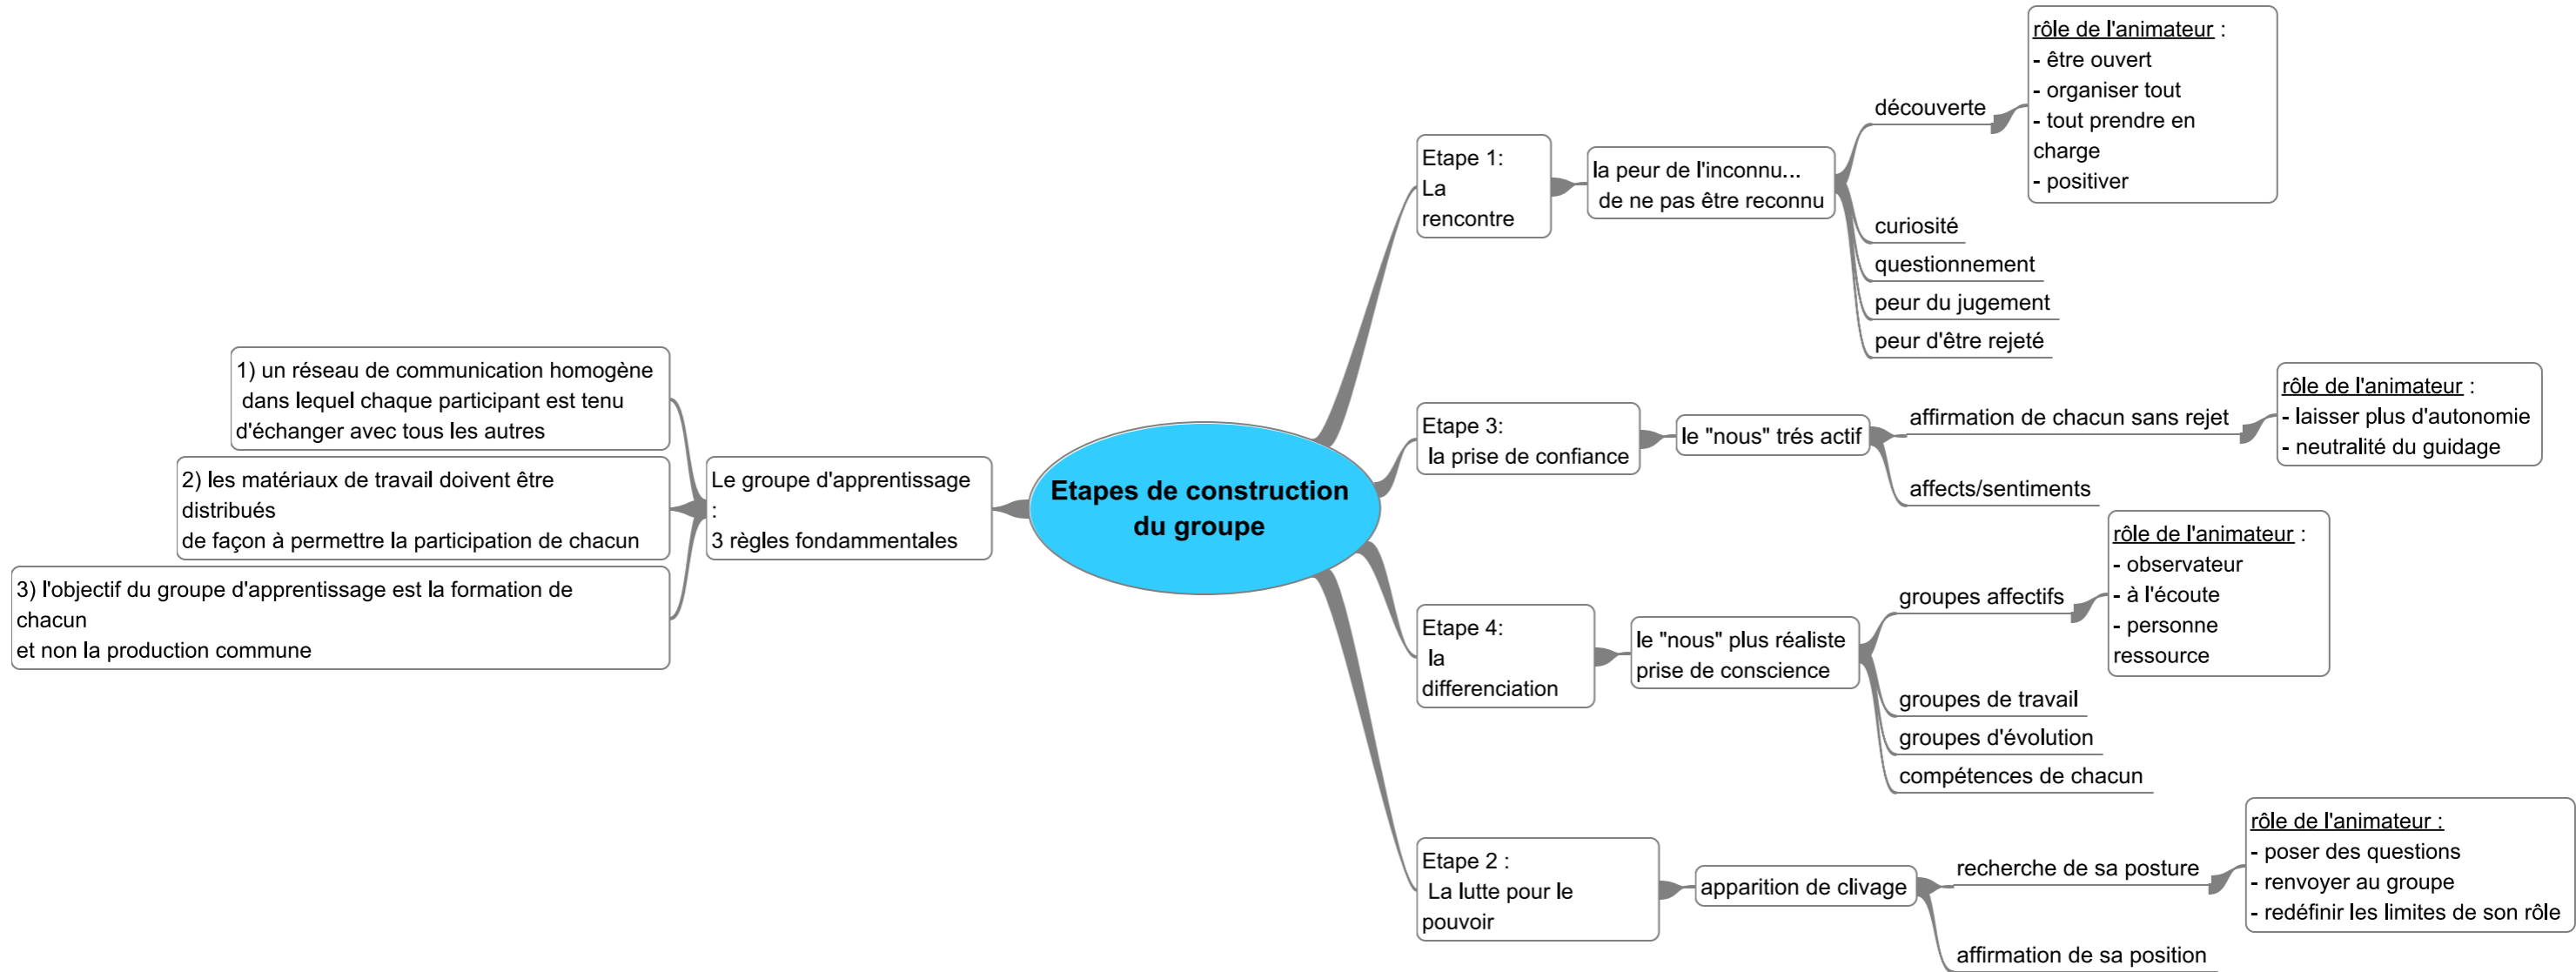 Etapes de construction
du groupe
Etape 1:
La
rencontre
la peur de l'inconnu...
de ne pas être reconnu
découverte
rôle de l'animateur :
- être ouvert
- organiser tout
- tout prendre en
charge
- positiver
curiosité
questionnement
peur du jugement
peur d'être rejeté
Etape 3:
la prise de confiance
le "nous" trés actif
affirmation de chacun sans rejet
rôle de l'animateur :
- laisser plus d'autonomie
- neutralité du guidage
affects/sentiments
Etape 4:
la
differenciation
le "nous" plus réaliste
prise de conscience
groupes affectifs
rôle de l'animateur :
- observateur
- à l'écoute
- personne
ressource
groupes de travail
groupes d'évolution
compétences de chacun
Etape 2 :
La lutte pour le
pouvoir
apparition de clivage
recherche de sa posture
rôle de l'animateur :
- poser des questions
- renvoyer au groupe
- redéfinir les limites de son rôle
affirmation de sa position
Le groupe d'apprentissage
:
3 règles fondammentales
1) un réseau de communication homogène
dans lequel chaque participant est tenu
d'échanger avec tous les autres
2) les matériaux de travail doivent être
distribués
de façon à permettre la participation de chacun
3) l'objectif du groupe d'apprentissage est la formation de
chacun
et non la production commune